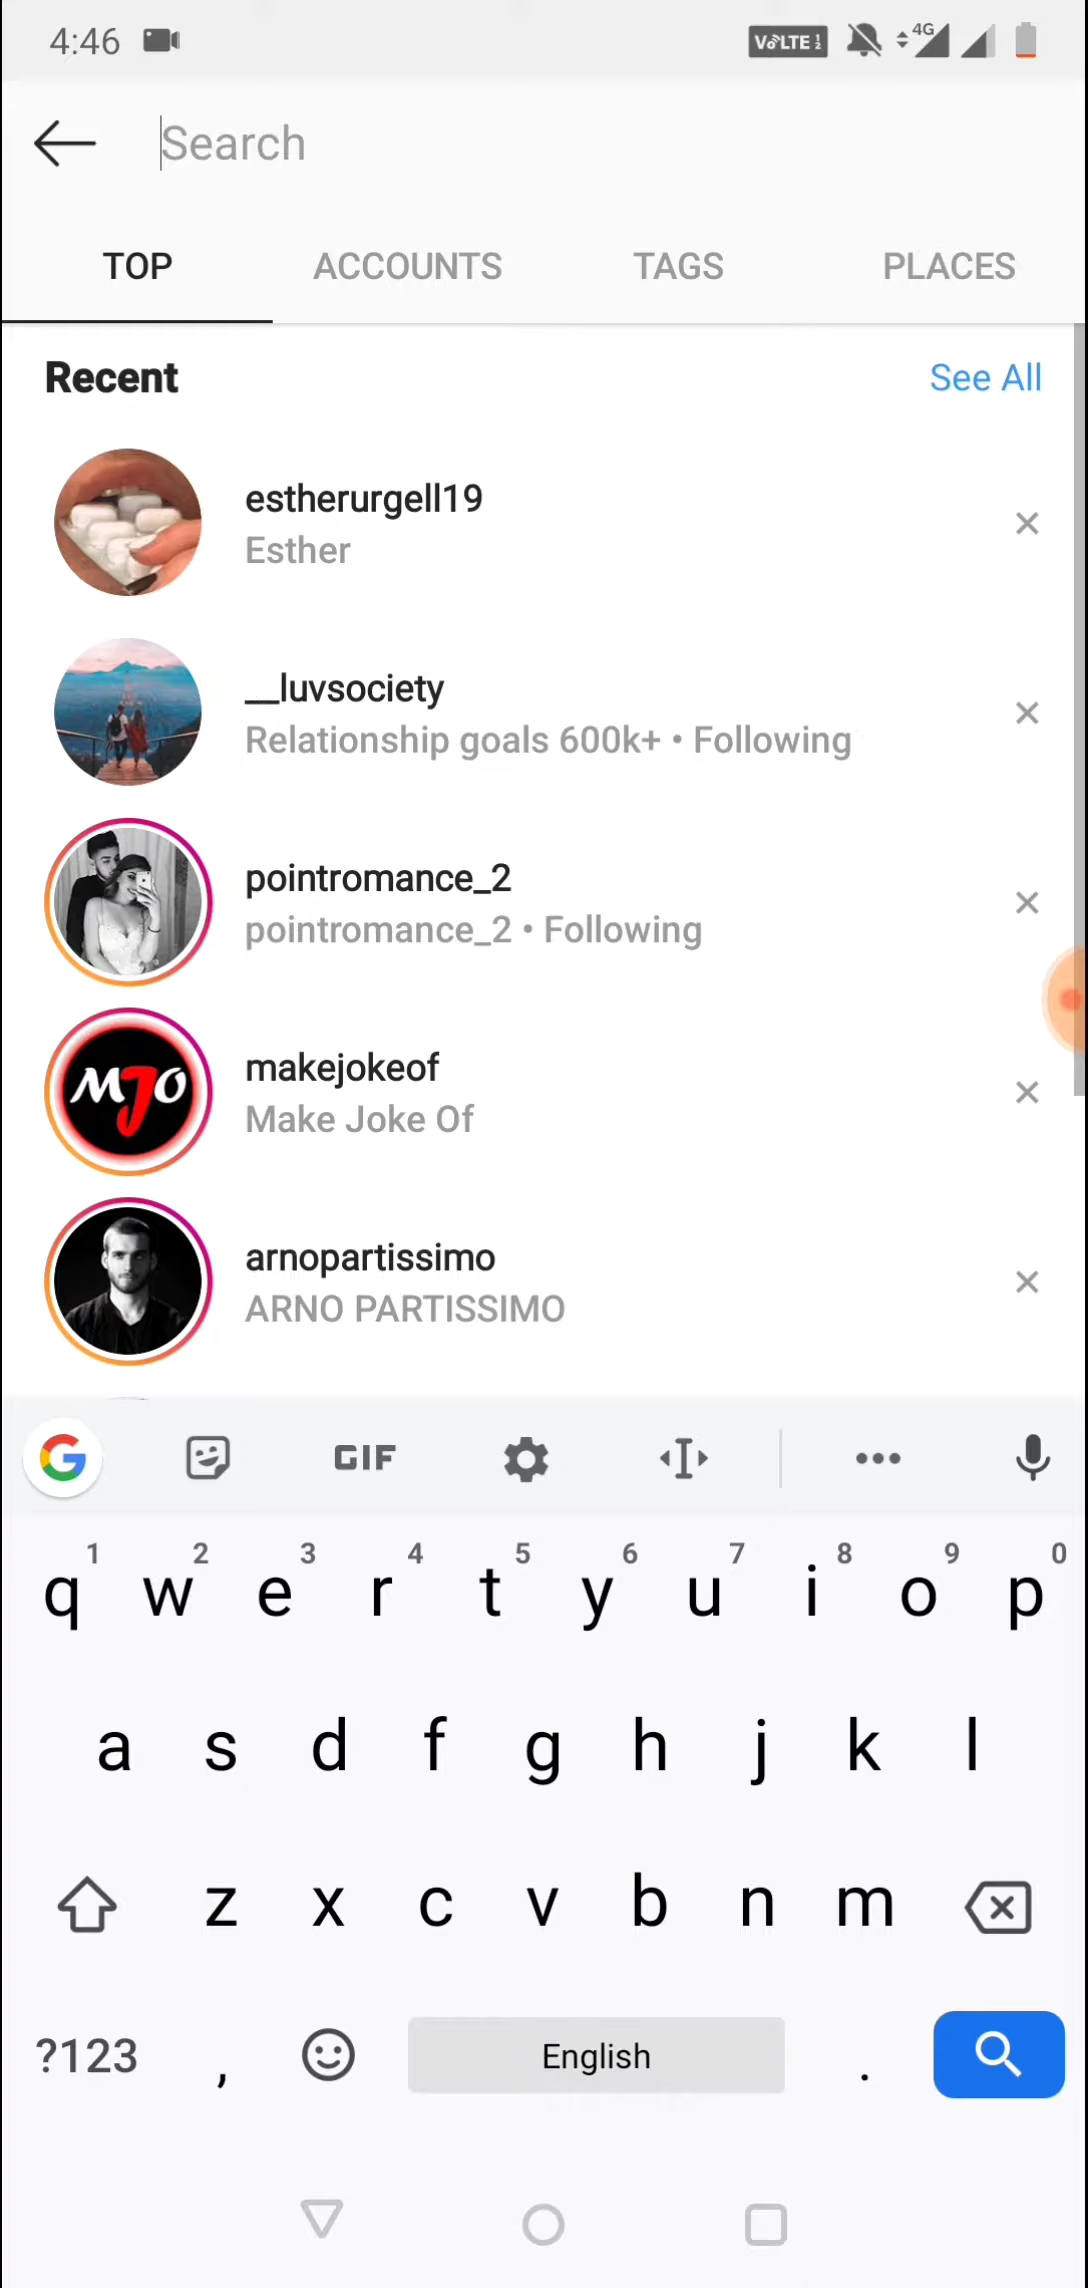 4:46
VoLTE 1 2 4G
Search
TOP ACCOUNTS TAGS PLACES
Recent See All
estherurgell19
Esther
__luvsociety
Relationship goals 600k+ • Following
pointromance_2
pointromance_2 • Following
MJO
makejokeof
Make Joke Of
arnopartissimo
ARNO PARTISSIMO
G GIF
1 2 3 4 5 6 7 8 9 0
q w e r t y u i o p
a s d f g h j k l
z x c v b n m
?123 , English .